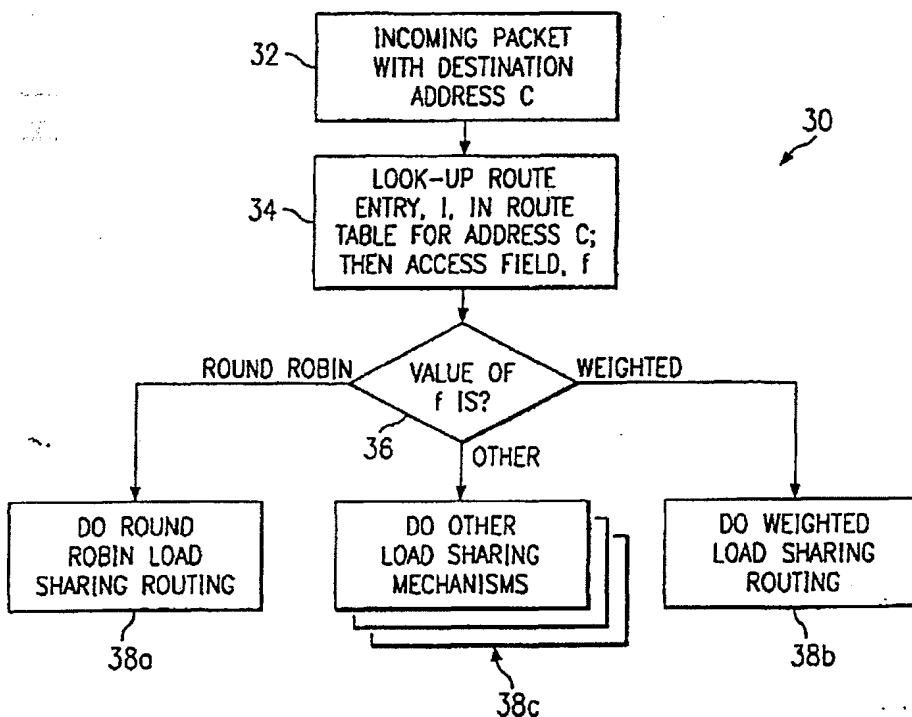 INCOMING PACKET
WITH DESTINATION
ADDRESS C
32
30
LOOK-UP ROUTE
ENTRY, I, IN ROUTE
TABLE FOR ADDRESS C;
THEN ACCESS FIELD, f
34
ROUND ROBIN
VALUE OF
f IS?
WEIGHTED
36
OTHER
DO ROUND
ROBIN LOAD
SHARING ROUTING
DO OTHER
LOAD SHARING
MECHANISMS
DO WEIGHTED
LOAD SHARING
ROUTING
38a
38c
38b